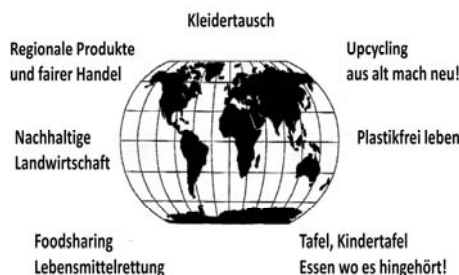 Kleidertausch
Regionale Produkte
und fairer Handel
Upcycling
aus alt mach neu!
Nachhaltige
Landwirtschaft
Plastikfrei leben
Foodsharing
Lebensmittelrettung
Tafel, Kindertafel
Essen wo es hingehört!